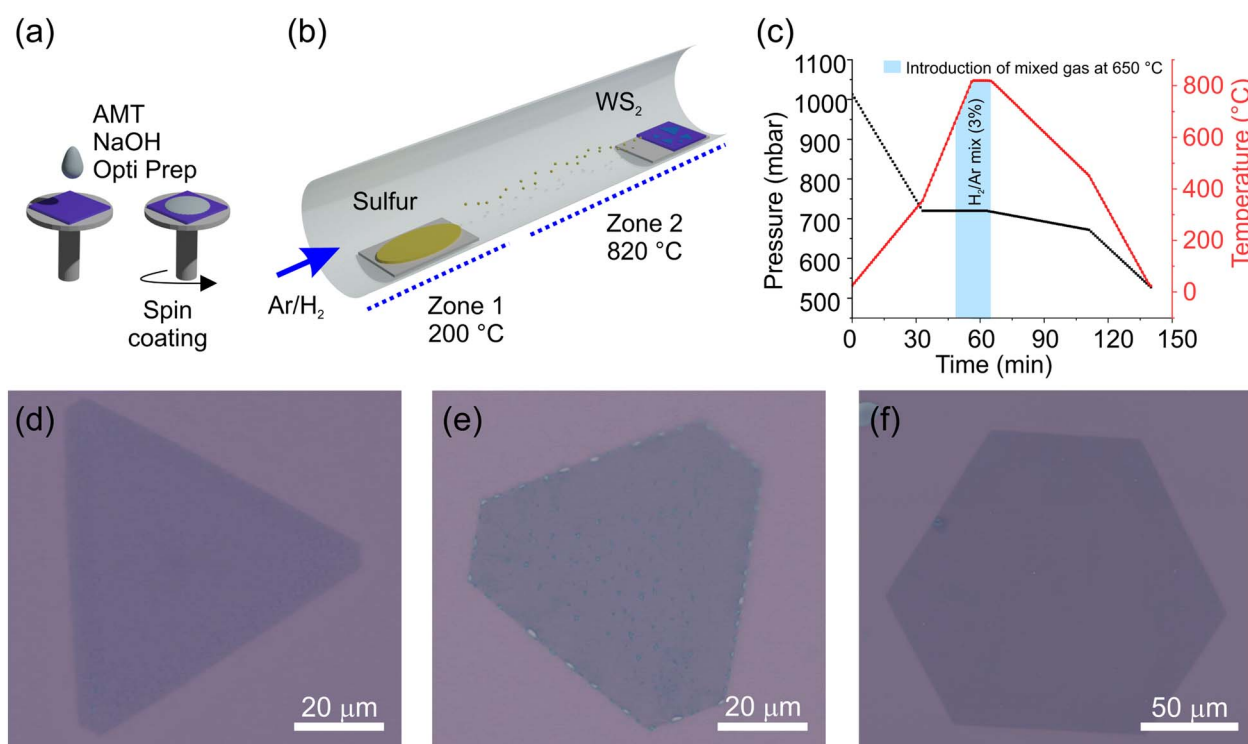 (a)
AMT
NaOH
Opti Prep
Spin
coating
(b)
WS₂
Sulfur
Ar/H₂
Zone 1
200 °C
Zone 2
820 °C
(c)
Introduction of mixed gas at 650 °C
H₂/Ar mix (3%)
Pressure (mbar)
1100
1000
900
800
700
600
500
Temperature (°C)
800
600
400
200
0
0
30
60
90
120
150
Time (min)
(d)
20 μm
(e)
20 μm
(f)
50 μm